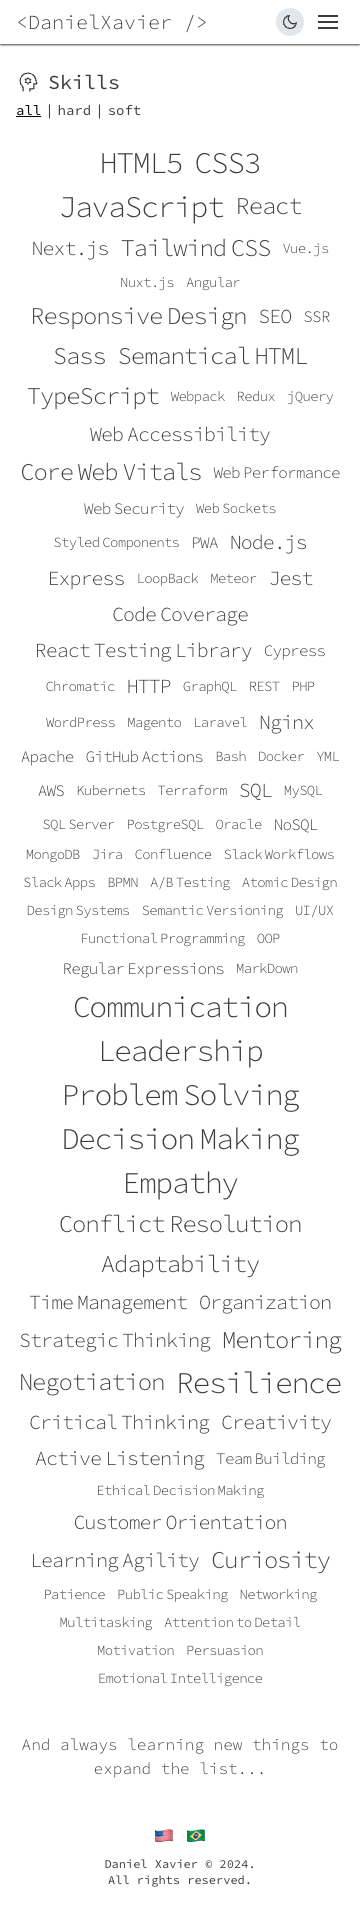 <DanielXavier />
Skills
all | hard | soft
HTML5 CSS3
JavaScript React
Next.js Tailwind CSS Vue.js
Nuxt.js Angular
Responsive Design SEO SSR
Sass Semantical HTML
TypeScript Webpack Redux jQuery
Web Accessibility
Core Web Vitals Web Performance
Web Security Web Sockets
Styled Components PWA Node.js
Express LoopBack Meteor Jest
Code Coverage
React Testing Library Cypress
Chromatic HTTP GraphQL REST PHP
WordPress Magento Laravel Nginx
Apache GitHub Actions Bash Docker YML
AWS Kubernets Terraform SQL MySQL
SQL Server PostgreSQL Oracle NoSQL
MongoDB Jira Confluence Slack Workflows
Slack Apps BPMN A/B Testing Atomic Design
Design Systems Semantic Versioning UI/UX
Functional Programming OOP
Regular Expressions MarkDown
Communication
Leadership
Problem Solving
Decision Making
Empathy
Conflict Resolution
Adaptability
Time Management Organization
Strategic Thinking Mentoring
Negotiation Resilience
Critical Thinking Creativity
Active Listening Team Building
Ethical Decision Making
Customer Orientation
Learning Agility Curiosity
Patience Public Speaking Networking
Multitasking Attention to Detail
Motivation Persuasion
Emotional Intelligence
And always learning new things to
expand the list...
Daniel Xavier © 2024.
All rights reserved.